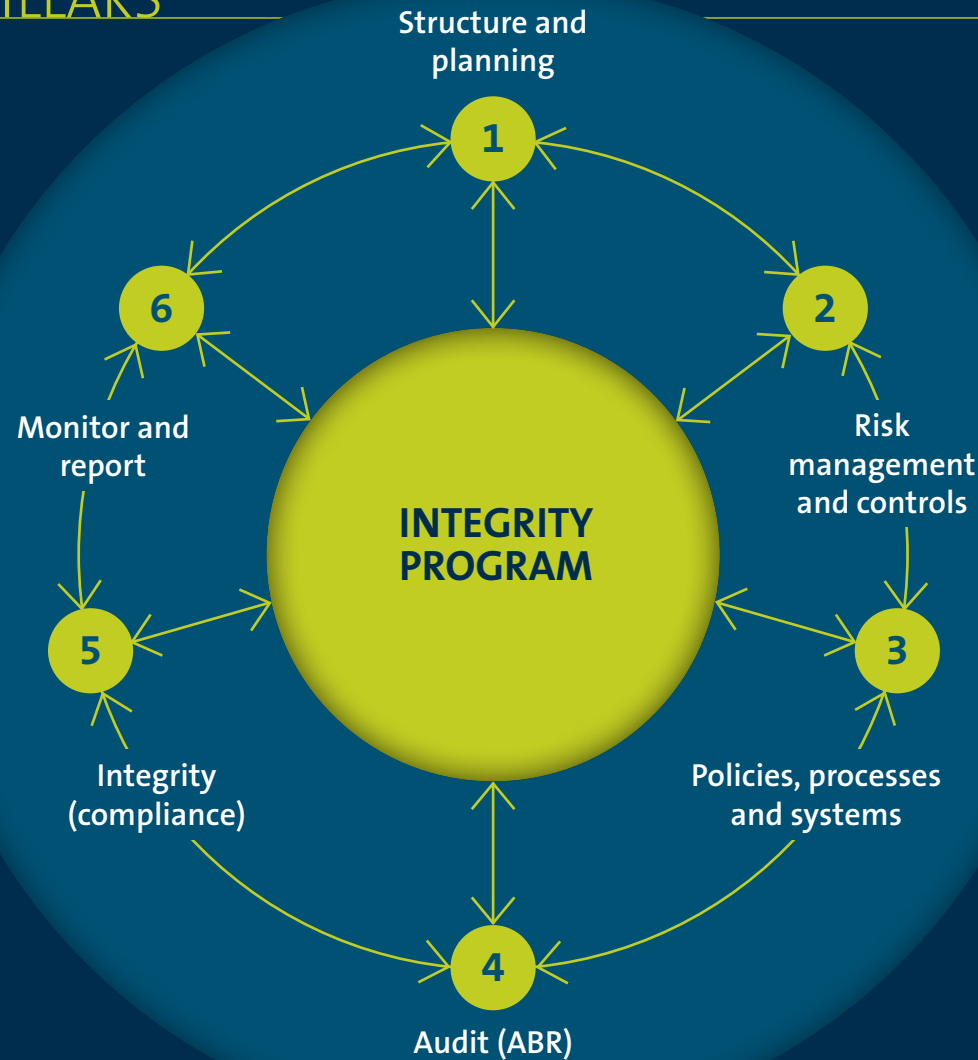 ILLARS
Structure and
planning
1
2
Risk
management
and controls
3
Policies, processes
and systems
4
Audit (ABR)
5
Integrity
(compliance)
6
Monitor and
report
INTEGRITY
PROGRAM